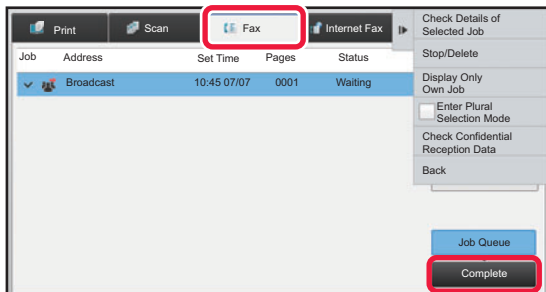 Print
Scan
Fax
Internet Fax
Job Address Set Time Pages Status
Broadcast 10:45 07/07 0001 Waiting
Check Details of
Selected Job
Stop/Delete
Display Only
Own Job
Enter Plural
Selection Mode
Check Confidential
Reception Data
Back
Job Queue
Complete